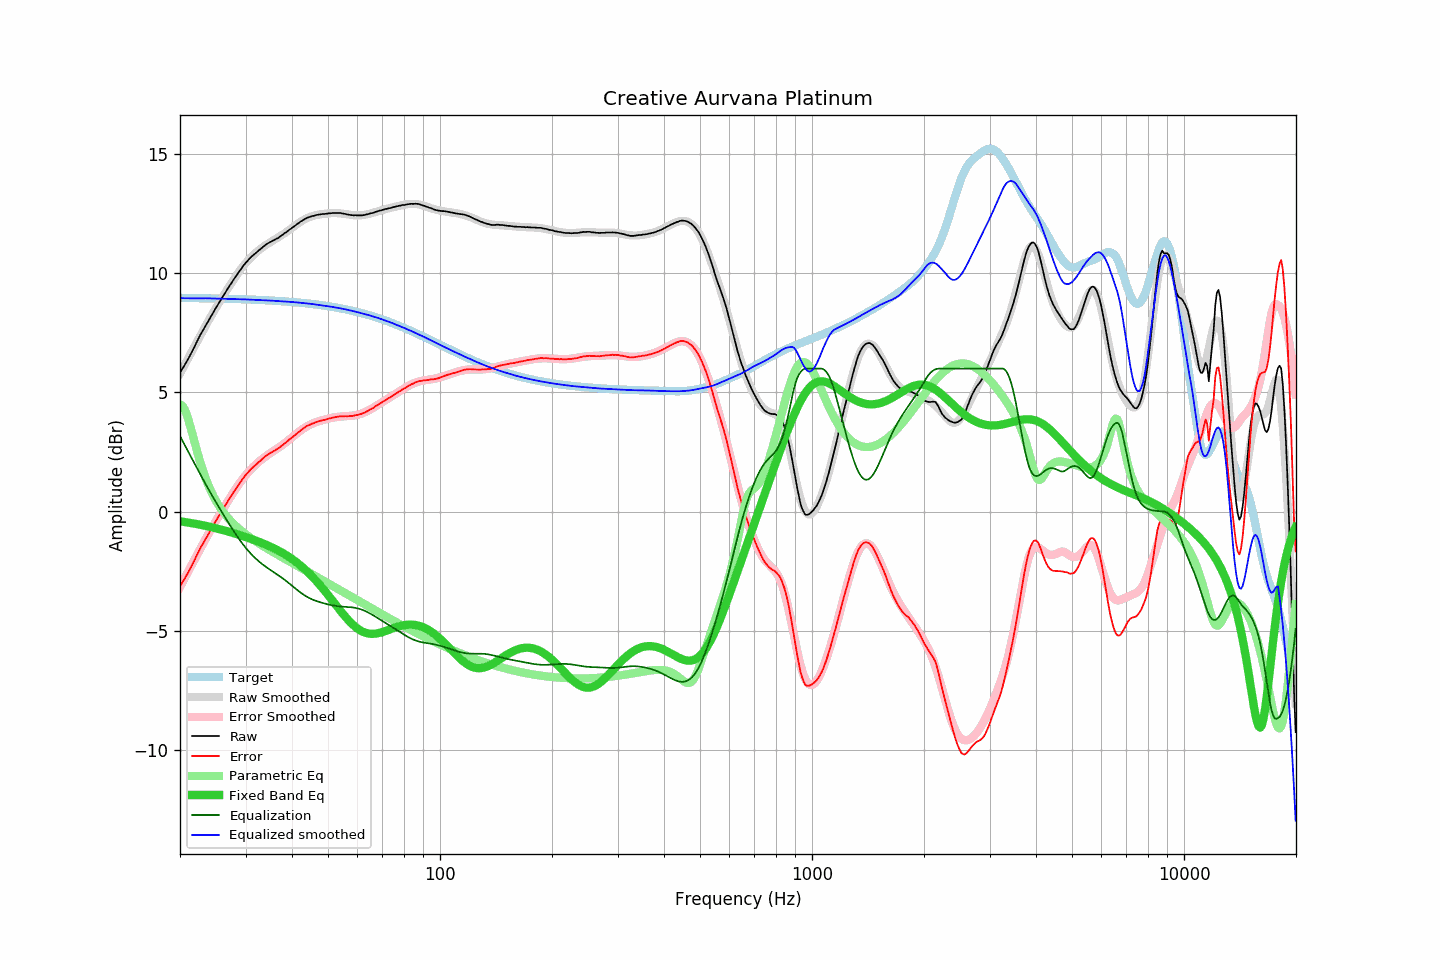 Creative Aurvana Platinum
15
10
5
0
−5
−10
Amplitude (dBr)
Target
Raw Smoothed
Error Smoothed
Raw
Error
Parametric Eq
Fixed Band Eq
Equalization
Equalized smoothed
100
1000
10000
Frequency (Hz)